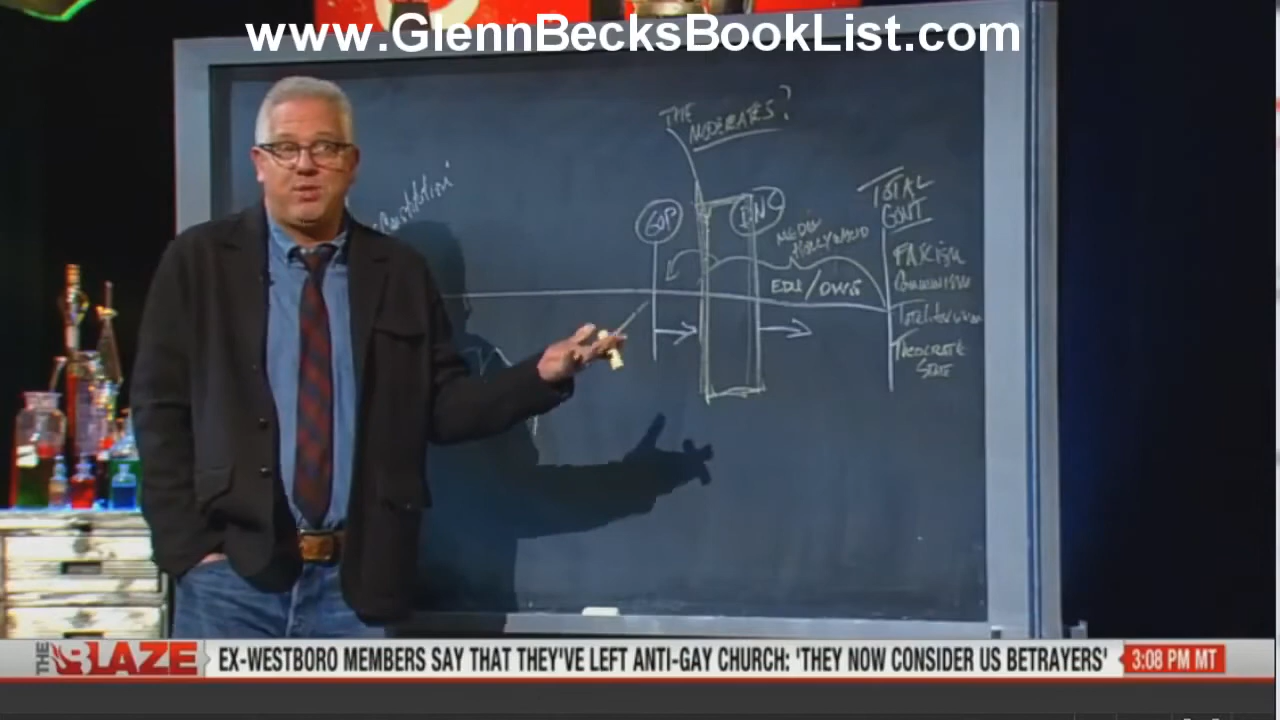 www.GlennBecksBookList.com
THE
MODERATES?
Constitution
GOP
DNC
MEDIA
HOLLYWOOD
EDU/OWS
TOTAL
GOVT
FASCISM
COMMUNISM
THEOCRATIC
STATE
THE BLAZE
EX-WESTBORO MEMBERS SAY THAT THEY'VE LEFT ANTI-GAY CHURCH: 'THEY NOW CONSIDER US BETRAYERS'
3:08 PM MT